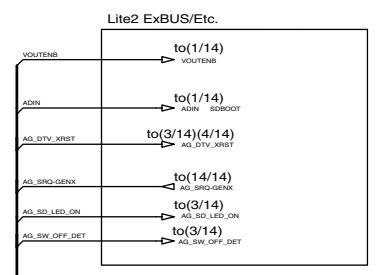 Lite2 ExBUS/Etc.
to(1/14)
VOUTENB
VOUTENB
to(1/14)
ADIN
ADIN SDBOOT
to(3/14)(4/14)
AG_DTV_XRST
AG_DTV_XRST
to(14/14)
AG_SRQ-GENX
AG_SRQ-GENX
to(3/14)
AG_SD_LED_ON
AG_SD_LED_ON
to(3/14)
AG_SW_OFF_DET
AG_SW_OFF_DET